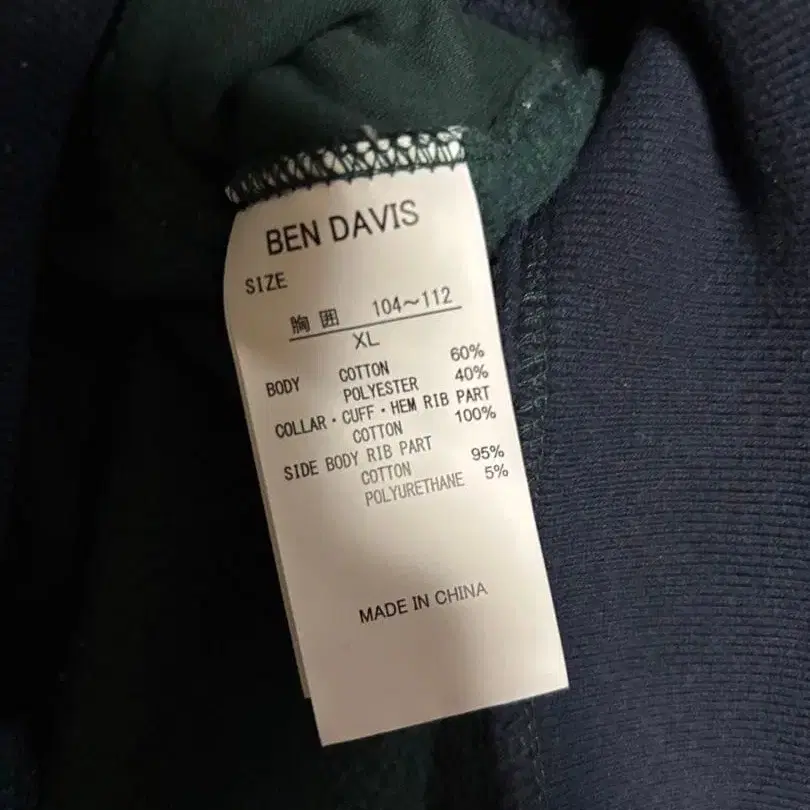 BEN DAVIS
SIZE
胸囲 104～112
XL
BODY COTTON 60%
POLYESTER 40%
COLLAR・CUFF・HEM RIB PART
COTTON 100%
SIDE BODY RIB PART
COTTON 95%
POLYURETHANE 5%
MADE IN CHINA